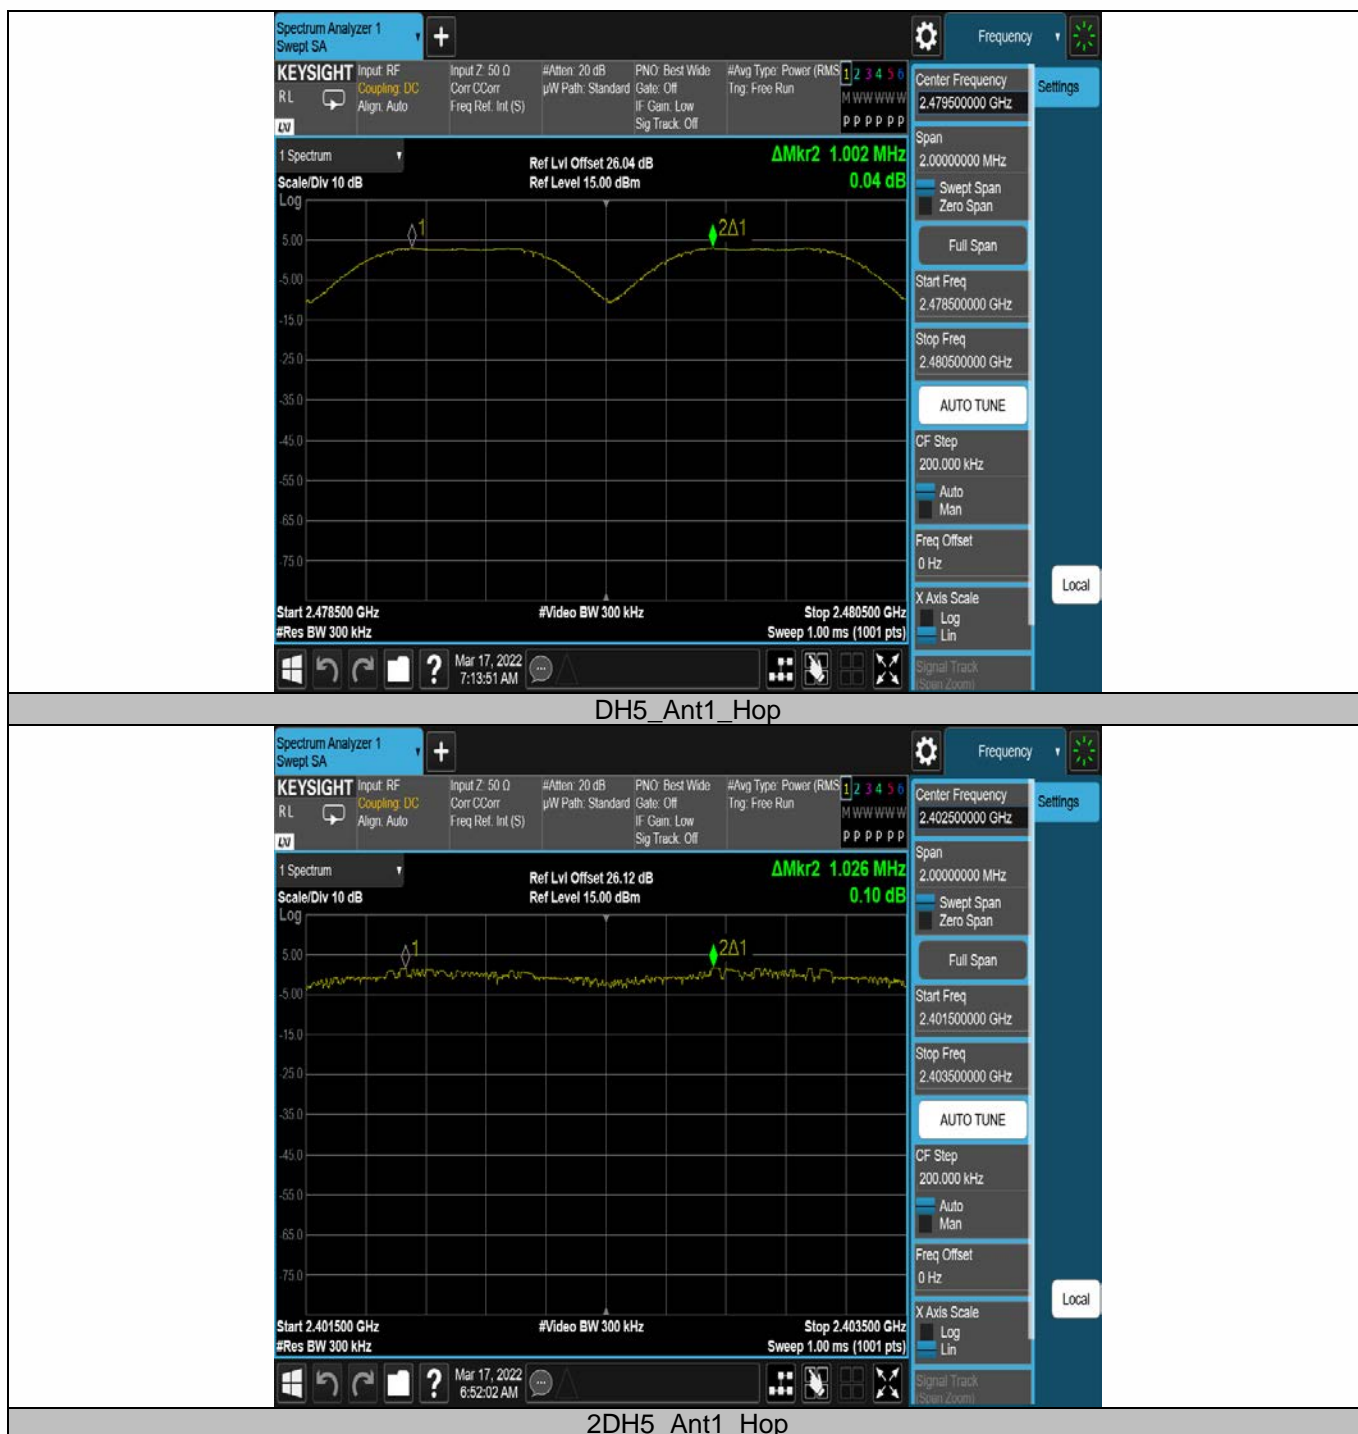 Spectrum Analyzer 1
Swept SA
Frequency
KEYSIGHT
RL
LXI
Input: RF
Coupling: DC
Align: Auto
Input Z: 50 Ω
Corr CCorr
Freq Ref: Int (S)
#Atten: 20 dB
µW Path: Standard
PNO: Best Wide
Gate: Off
IF Gain: Low
Sig Track: Off
#Avg Type: Power (RMS
Trig: Free Run
1 2 3 4 5 6
M W W W W W
P P P P P P
1 Spectrum
Scale/Div 10 dB
Log
Ref Lvl Offset 26.04 dB
Ref Level 15.00 dBm
ΔMkr2 1.002 MHz
0.04 dB
1
2Δ1
5.00
-5.00
-15.0
-25.0
-35.0
-45.0
-55.0
-65.0
-75.0
Start 2.478500 GHz
#Res BW 300 kHz
#Video BW 300 kHz
Stop 2.480500 GHz
Sweep 1.00 ms (1001 pts)
Mar 17, 2022
7:13:51 AM
Center Frequency
2.479500000 GHz
Settings
Span
2.00000000 MHz
Swept Span
Zero Span
Full Span
Start Freq
2.478500000 GHz
Stop Freq
2.480500000 GHz
AUTO TUNE
CF Step
200.000 kHz
Auto
Man
Freq Offset
0 Hz
X Axis Scale
Log
Lin
Local
Signal Track
(Span Zoom)
DH5_Ant1_Hop
Spectrum Analyzer 1
Swept SA
Frequency
KEYSIGHT
RL
LXI
Input: RF
Coupling: DC
Align: Auto
Input Z: 50 Ω
Corr CCorr
Freq Ref: Int (S)
#Atten: 20 dB
µW Path: Standard
PNO: Best Wide
Gate: Off
IF Gain: Low
Sig Track: Off
#Avg Type: Power (RMS
Trig: Free Run
1 2 3 4 5 6
M W W W W W
P P P P P P
1 Spectrum
Scale/Div 10 dB
Log
Ref Lvl Offset 26.12 dB
Ref Level 15.00 dBm
ΔMkr2 1.026 MHz
0.10 dB
1
2Δ1
5.00
-5.00
-15.0
-25.0
-35.0
-45.0
-55.0
-65.0
-75.0
Start 2.401500 GHz
#Res BW 300 kHz
#Video BW 300 kHz
Stop 2.403500 GHz
Sweep 1.00 ms (1001 pts)
Mar 17, 2022
6:52:02 AM
Center Frequency
2.402500000 GHz
Settings
Span
2.00000000 MHz
Swept Span
Zero Span
Full Span
Start Freq
2.401500000 GHz
Stop Freq
2.403500000 GHz
AUTO TUNE
CF Step
200.000 kHz
Auto
Man
Freq Offset
0 Hz
X Axis Scale
Log
Lin
Local
Signal Track
(Span Zoom)
2DH5_Ant1_Hop